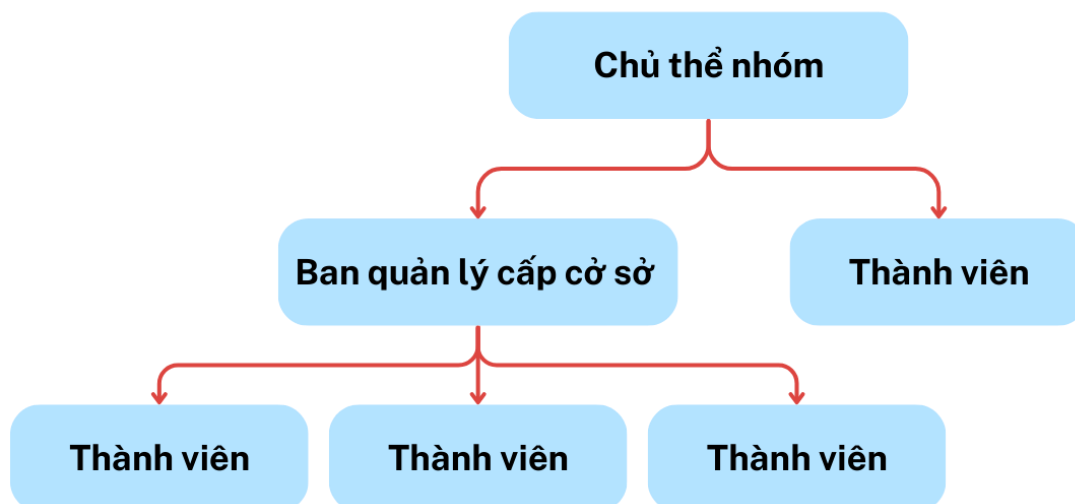 Chủ thể nhóm
Ban quản lý cấp cở sở
Thành viên
Thành viên
Thành viên
Thành viên